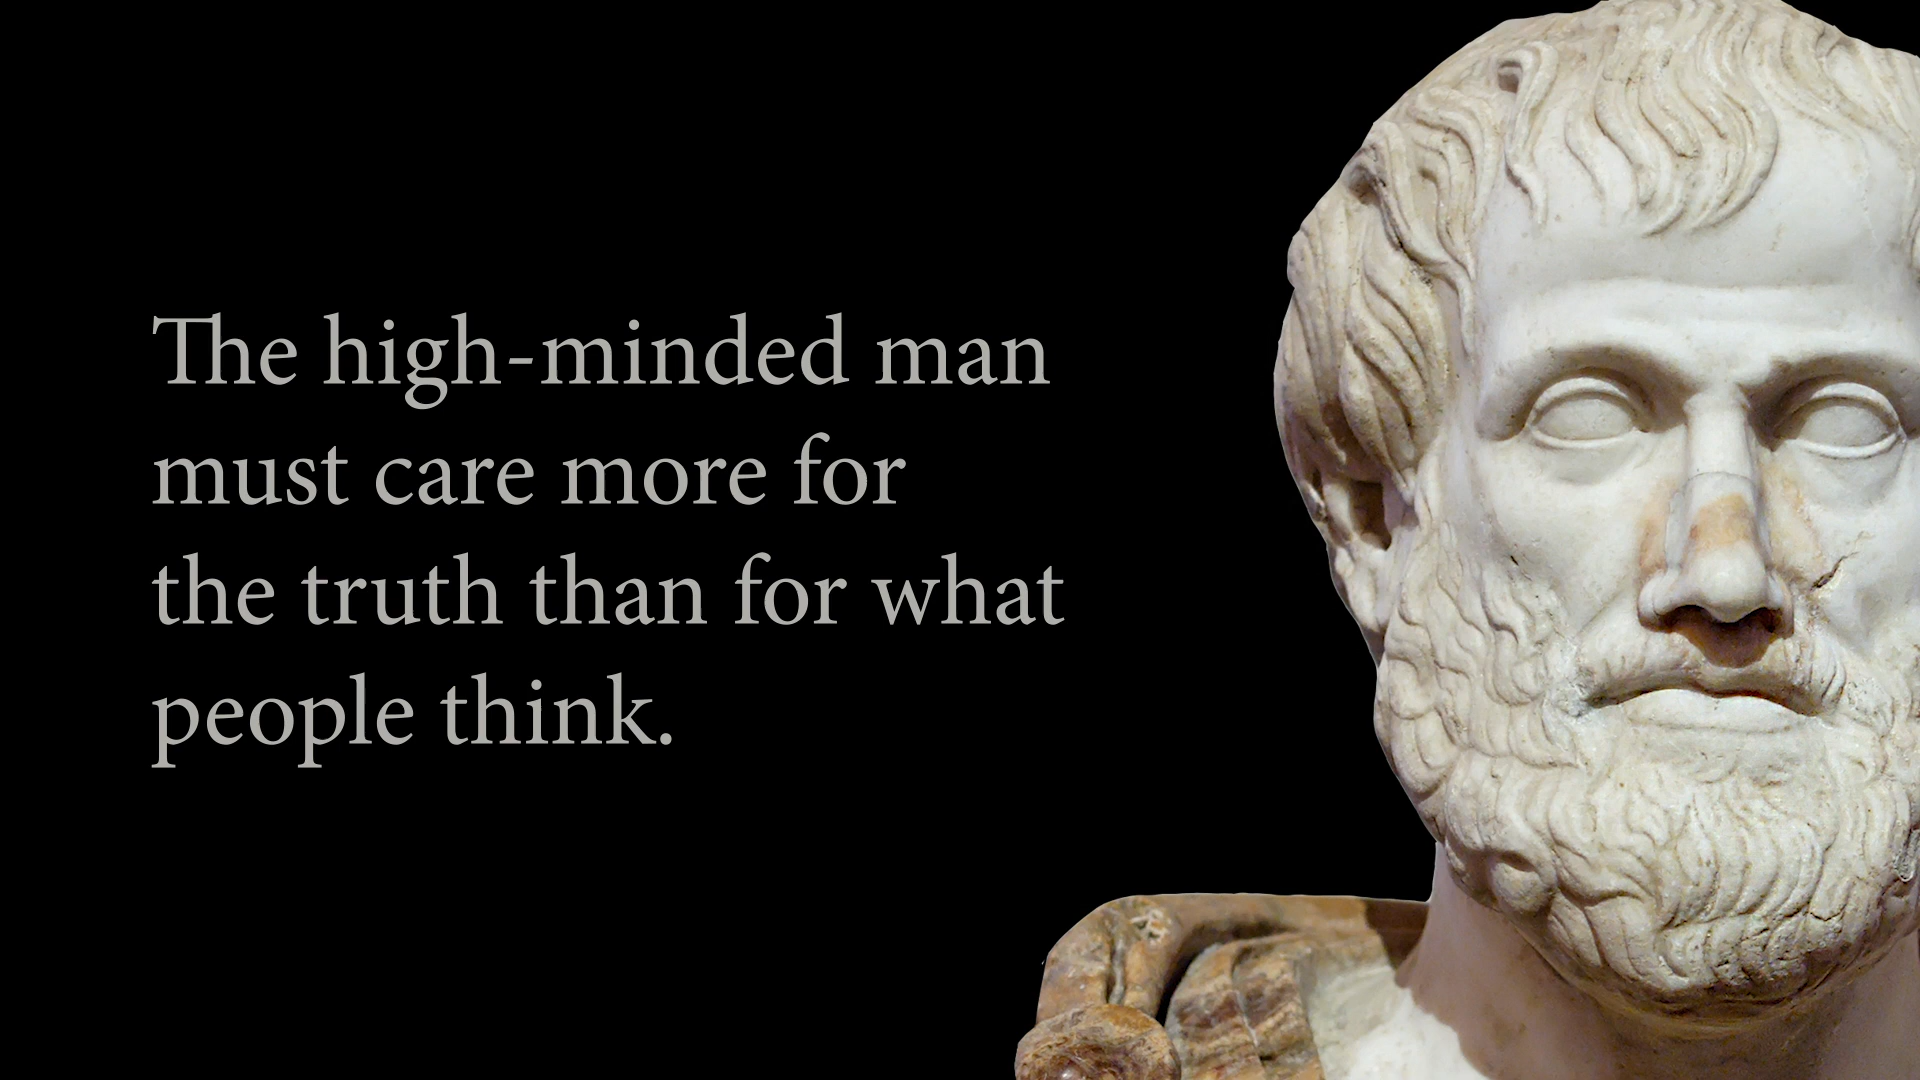 The high-minded man
must care more for
the truth than for what
people think.